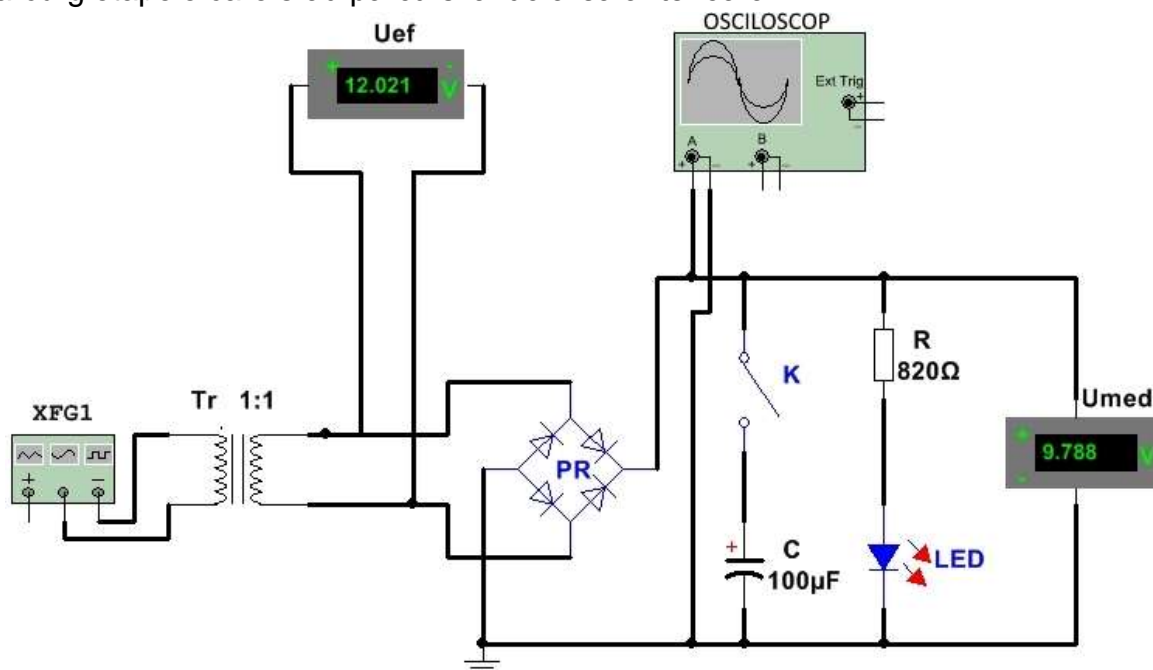 OSCILOSCOP
Uef
+ -
12.021 V
Ext Trig
+
-
A B
+ - + -
K
R
820Ω
Tr 1:1
XFG1
+ -
Umed
+
9.788 V
-
PR
+
C
100µF
LED